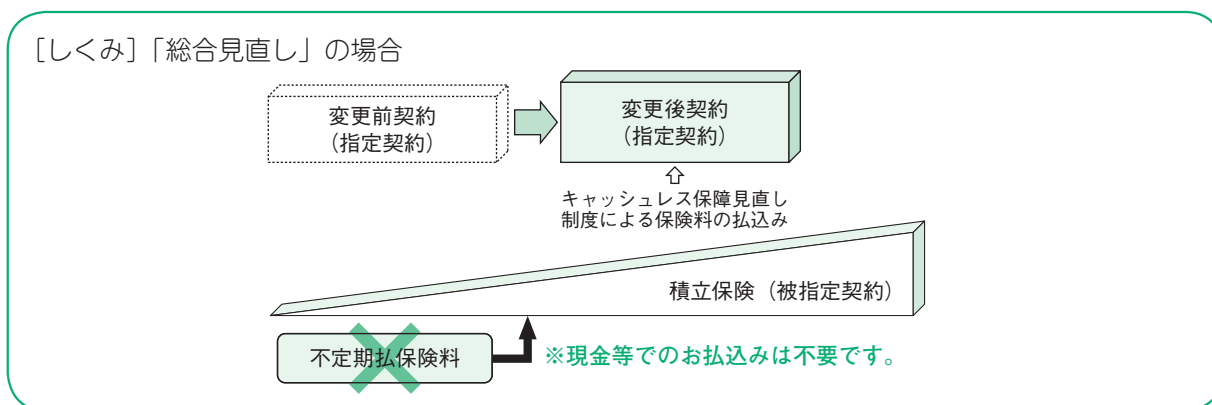 ［しくみ］「総合見直し」の場合
変更前契約
（指定契約）
変更後契約
（指定契約）
キャッシュレス保障見直し
制度による保険料の払込み
積立保険（被指定契約）
不定期払保険料
※現金等でのお払込みは不要です。